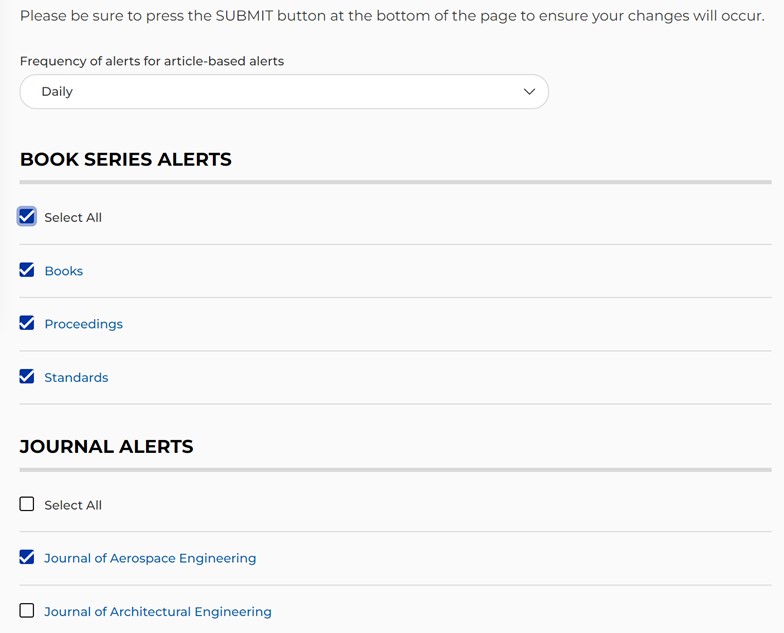 Please be sure to press the SUBMIT button at the bottom of the page to ensure your changes will occur.
Frequency of alerts for article-based alerts
Daily
BOOK SERIES ALERTS
Select All
Books
Proceedings
Standards
JOURNAL ALERTS
Select All
Journal of Aerospace Engineering
Journal of Architectural Engineering